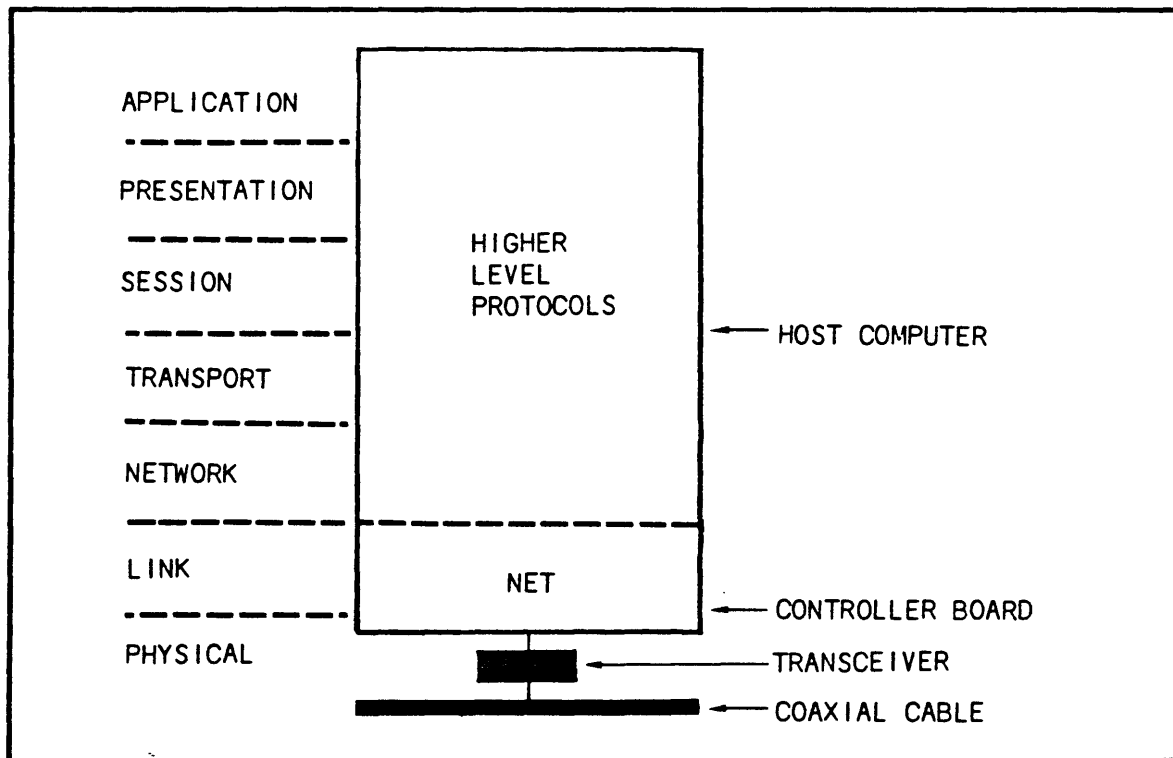 APPLICATION
PRESENTATION
SESSION
TRANSPORT
NETWORK
LINK
PHYSICAL
HIGHER
LEVEL
PROTOCOLS
NET
HOST COMPUTER
CONTROLLER BOARD
TRANSCEIVER
COAXIAL CABLE